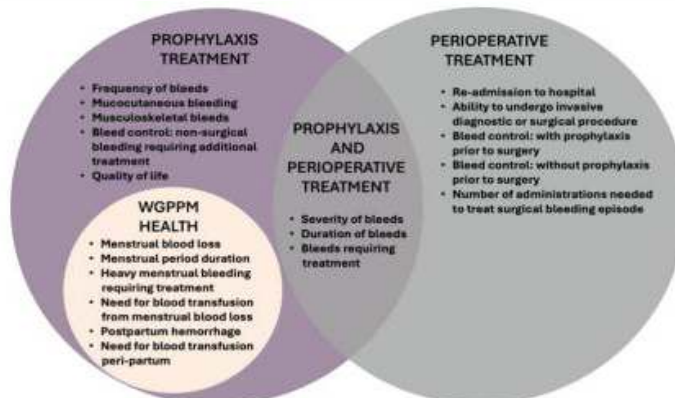 PROPHYLAXIS
TREATMENT
• Frequency of bleeds
• Mucocutaneous bleeding
• Musculoskeletal bleeds
• Bleed control: non-surgical
bleeding requiring additional
treatment
• Quality of life
WGPPM
HEALTH
• Menstrual blood loss
• Menstrual period duration
• Heavy menstrual bleeding
requiring treatment
• Need for blood transfusion
from menstrual blood loss
• Postpartum hemorrhage
• Need for blood transfusion
peri-partum
PROPHYLAXIS
AND
PERIOPERATIVE
TREATMENT
• Severity of bleeds
• Duration of bleeds
• Bleeds requiring
treatment
PERIOPERATIVE
TREATMENT
• Re-admission to hospital
• Ability to undergo invasive
diagnostic or surgical procedure
• Bleed control: with prophylaxis
prior to surgery
• Bleed control: without prophylaxis
prior to surgery
• Number of administrations needed
to treat surgical bleeding episode